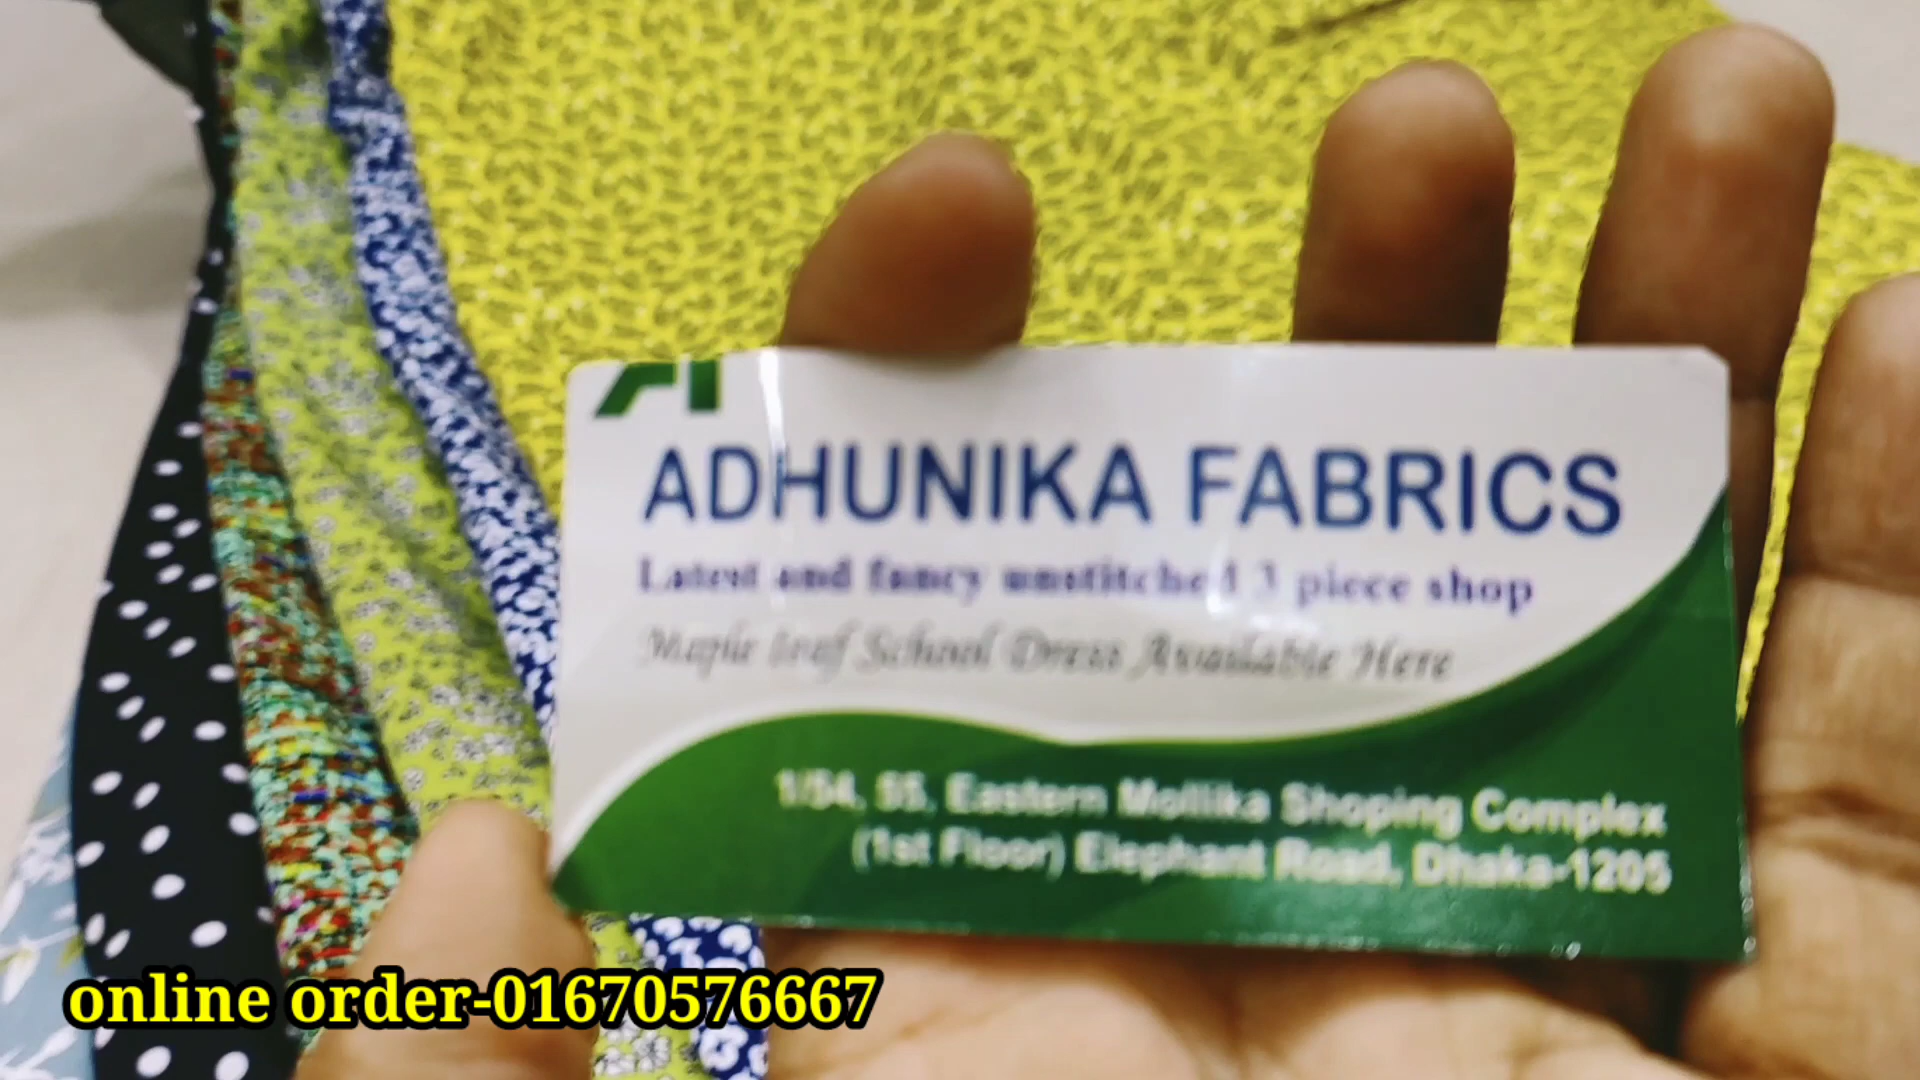 ADHUNIKA FABRICS
Latest and fancy unstitched 3 piece shop
Maple leaf School Dress Available Here
1/54, 55, Eastern Mollika Shoping Complex
(1st Floor) Elephant Road, Dhaka-1205
online order-01670576667